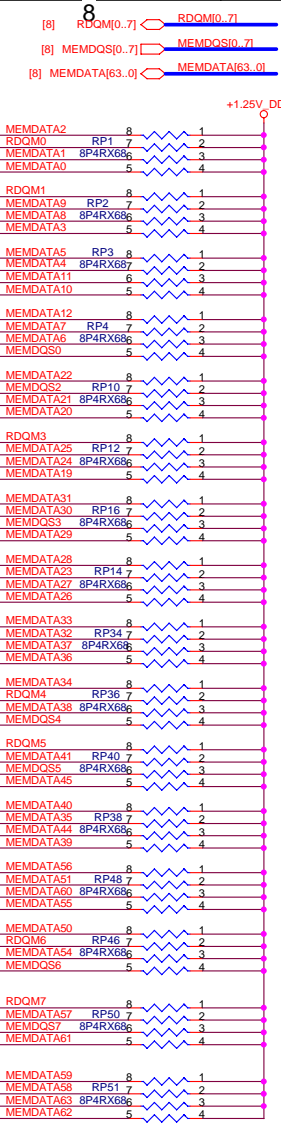 8
[8] RDQM[0..7] RDQM[0..7]
[8] MEMDQS[0..7] MEMDQS[0..7]
[8] MEMDATA[63..0] MEMDATA[63..0]
+1.25V_DD
MEMDATA2 8 1
RDQM0 RP1 7 2
MEMDATA1 8P4RX68 6 3
MEMDATA0 5 4
RDQM1 8 1
MEMDATA9 RP2 7 2
MEMDATA8 8P4RX68 6 3
MEMDATA3 5 4
MEMDATA5 RP3 8 1
MEMDATA4 8P4RX68 7 2
MEMDATA11 6 3
MEMDATA10 5 4
MEMDATA12 8 1
MEMDATA7 RP4 7 2
MEMDATA6 8P4RX68 6 3
MEMDQS0 5 4
MEMDATA22 8 1
MEMDQS2 RP10 7 2
MEMDATA21 8P4RX68 6 3
MEMDATA20 5 4
RDQM3 8 1
MEMDATA25 RP12 7 2
MEMDATA24 8P4RX68 6 3
MEMDATA19 5 4
MEMDATA31 8 1
MEMDATA30 RP16 7 2
MEMDQS3 8P4RX68 6 3
MEMDATA29 5 4
MEMDATA28 8 1
MEMDATA23 RP14 7 2
MEMDATA27 8P4RX68 6 3
MEMDATA26 5 4
MEMDATA33 8 1
MEMDATA32 RP34 7 2
MEMDATA37 8P4RX68 6 3
MEMDATA36 5 4
MEMDATA34 8 1
RDQM4 RP36 7 2
MEMDATA38 8P4RX68 6 3
MEMDQS4 5 4
RDQM5 8 1
MEMDATA41 RP40 7 2
MEMDQS5 8P4RX68 6 3
MEMDATA45 5 4
MEMDATA40 8 1
MEMDATA35 RP38 7 2
MEMDATA44 8P4RX68 6 3
MEMDATA39 5 4
MEMDATA56 8 1
MEMDATA51 RP48 7 2
MEMDATA60 8P4RX68 6 3
MEMDATA55 5 4
MEMDATA50 8 1
RDQM6 RP46 7 2
MEMDATA54 8P4RX68 6 3
MEMDQS6 5 4
RDQM7 8 1
MEMDATA57 RP50 7 2
MEMDQS7 8P4RX68 6 3
MEMDATA61 5 4
MEMDATA59 8 1
MEMDATA58 RP51 7 2
MEMDATA63 8P4RX68 6 3
MEMDATA62 5 4